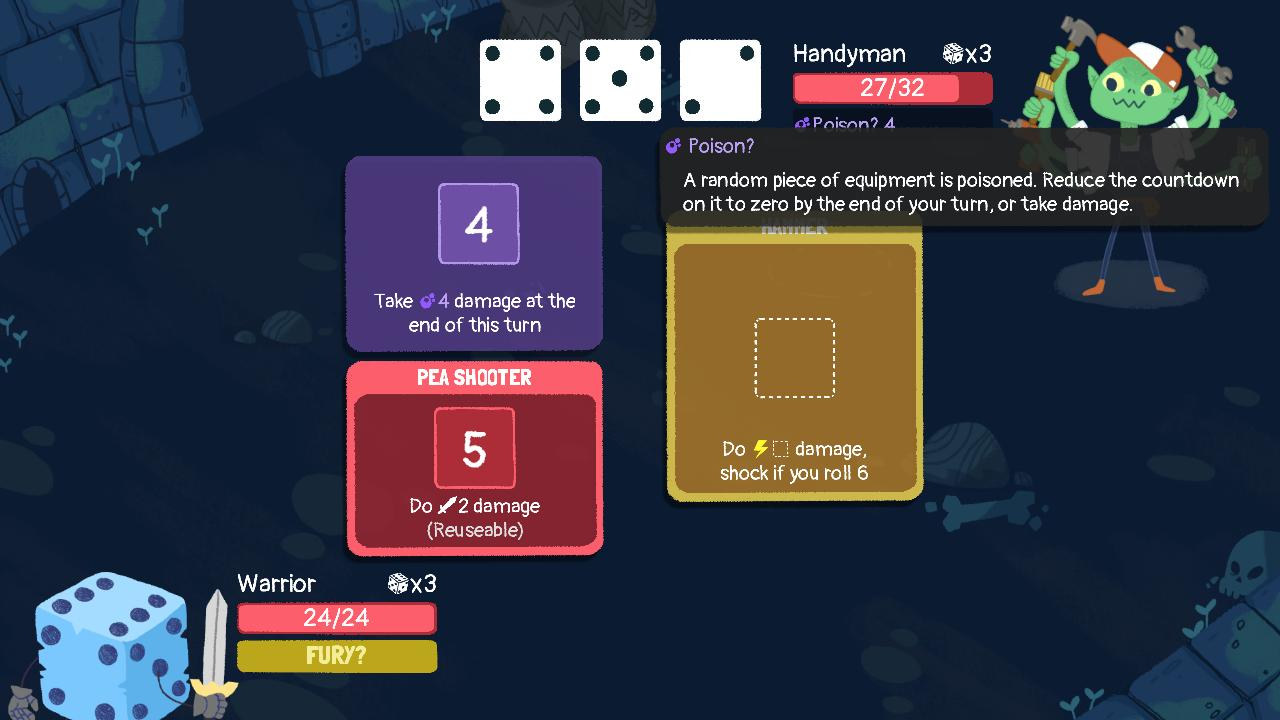 Handyman
x3
27/32
Poison? 4
Poison?
A random piece of equipment is poisoned. Reduce the countdown
on it to zero by the end of your turn, or take damage.
4
Take 4 damage at the
end of this turn
HAMMER
Do damage,
shock if you roll 6
PEA SHOOTER
5
Do 2 damage
(Reuseable)
Warrior
x3
24/24
FURY?